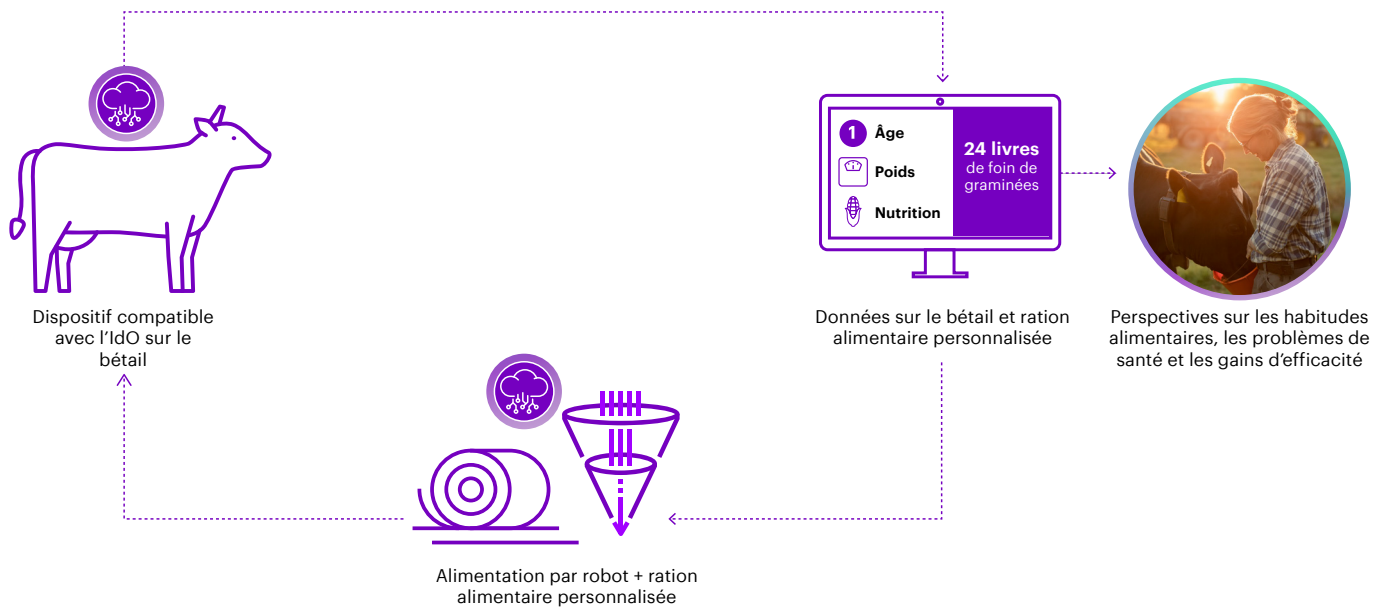 1 Âge
Poids
Nutrition
24 livres
de foin de
graminées
Dispositif compatible
avec l’IdO sur le
bétail
Données sur le bétail et ration
alimentaire personnalisée
Perspectives sur les habitudes
alimentaires, les problèmes de
santé et les gains d’efficacité
Alimentation par robot + ration
alimentaire personnalisée